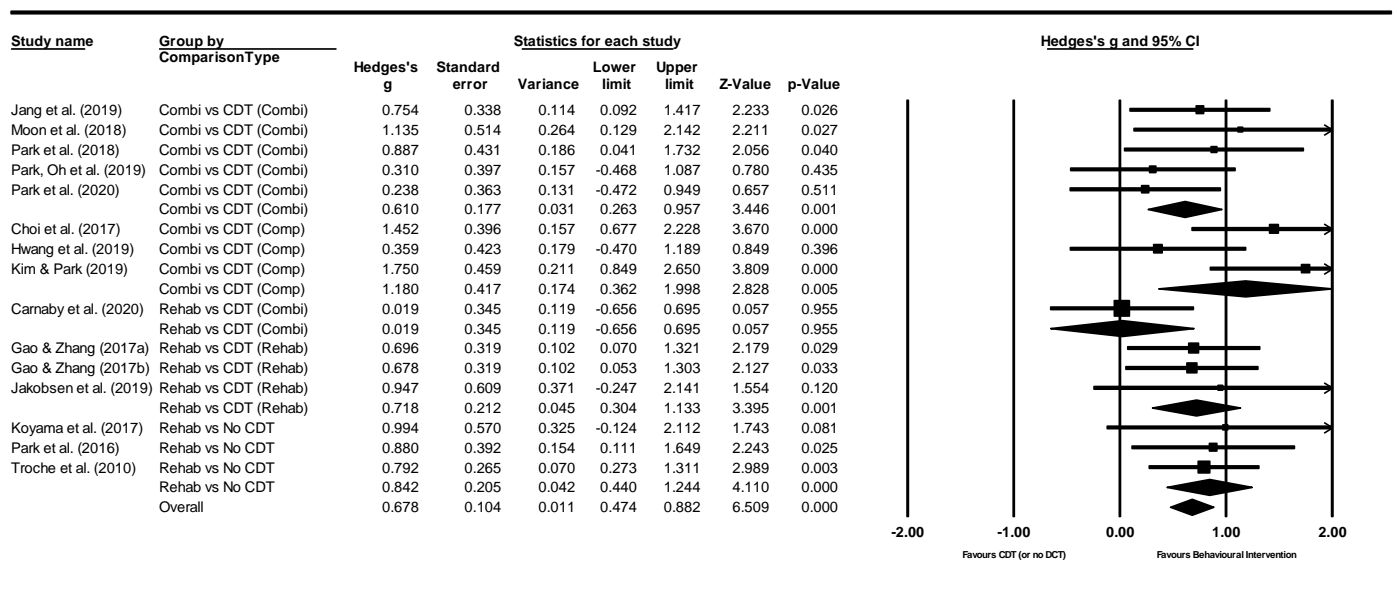 Study name Group by Statistics for each study Hedges's g and 95% CI
ComparisonType
Hedges's Standard Lower Upper
g error Variance limit limit Z-Value p-Value
Jang et al. (2019) Combi vs CDT (Combi) 0.754 0.338 0.114 0.092 1.417 2.233 0.026
Moon et al. (2018) Combi vs CDT (Combi) 1.135 0.514 0.264 0.129 2.142 2.211 0.027
Park et al. (2018) Combi vs CDT (Combi) 0.887 0.431 0.186 0.041 1.732 2.056 0.040
Park, Oh et al. (2019) Combi vs CDT (Combi) 0.310 0.397 0.157 -0.468 1.087 0.780 0.435
Park et al. (2020) Combi vs CDT (Combi) 0.238 0.363 0.131 -0.472 0.949 0.657 0.511
Combi vs CDT (Combi) 0.610 0.177 0.031 0.263 0.957 3.446 0.001
Choi et al. (2017) Combi vs CDT (Comp) 1.452 0.396 0.157 0.677 2.228 3.670 0.000
Hwang et al. (2019) Combi vs CDT (Comp) 0.359 0.423 0.179 -0.470 1.189 0.849 0.396
Kim & Park (2019) Combi vs CDT (Comp) 1.750 0.459 0.211 0.849 2.650 3.809 0.000
Combi vs CDT (Comp) 1.180 0.417 0.174 0.362 1.998 2.828 0.005
Carnaby et al. (2020) Rehab vs CDT (Combi) 0.019 0.345 0.119 -0.656 0.695 0.057 0.955
Rehab vs CDT (Combi) 0.019 0.345 0.119 -0.656 0.695 0.057 0.955
Gao & Zhang (2017a) Rehab vs CDT (Rehab) 0.696 0.319 0.102 0.070 1.321 2.179 0.029
Gao & Zhang (2017b) Rehab vs CDT (Rehab) 0.678 0.319 0.102 0.053 1.303 2.127 0.033
Jakobsen et al. (2019) Rehab vs CDT (Rehab) 0.947 0.609 0.371 -0.247 2.141 1.554 0.120
Rehab vs CDT (Rehab) 0.718 0.212 0.045 0.304 1.133 3.395 0.001
Koyama et al. (2017) Rehab vs No CDT 0.994 0.570 0.325 -0.124 2.112 1.743 0.081
Park et al. (2016) Rehab vs No CDT 0.880 0.392 0.154 0.111 1.649 2.243 0.025
Troche et al. (2010) Rehab vs No CDT 0.792 0.265 0.070 0.273 1.311 2.989 0.003
Rehab vs No CDT 0.842 0.205 0.042 0.440 1.244 4.110 0.000
Overall 0.678 0.104 0.011 0.474 0.882 6.509 0.000
-2.00 -1.00 0.00 1.00 2.00
Favours CDT (or no DCT) Favours Behavioural Intervention